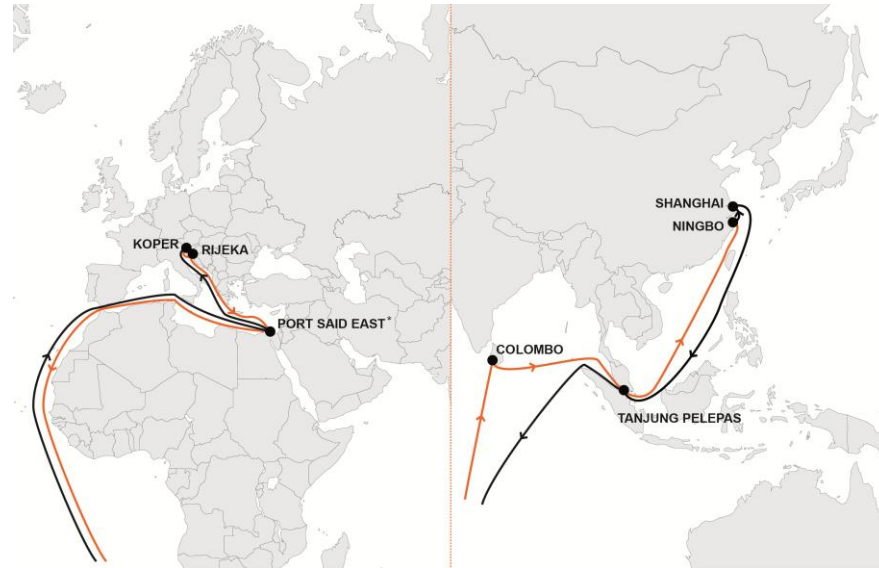 KOPER
RIJEKA
PORT SAID EAST*
SHANGHAI
NINGBO
COLOMBO
TANJUNG PELEPAS